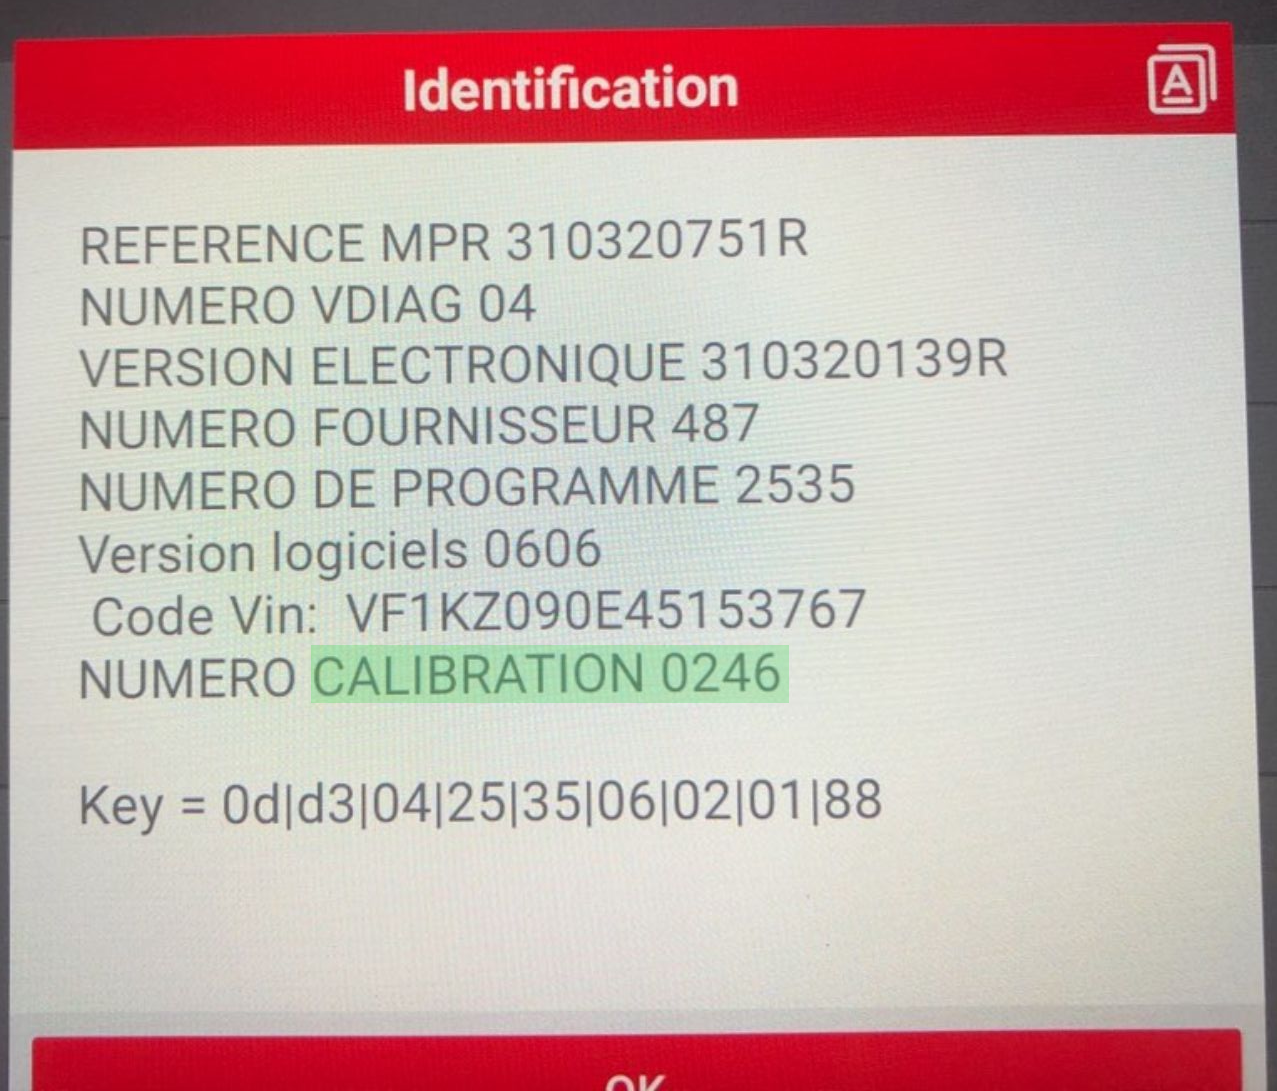 Identification
A
REFERENCE MPR 310320751R
NUMERO VDIAG 04
VERSION ELECTRONIQUE 310320139R
NUMERO FOURNISSEUR 487
NUMERO DE PROGRAMME 2535
Version logiciels 0606
Code Vin: VF1KZ090E45153767
NUMERO CALIBRATION 0246
Key = 0d|d3|04|25|35|06|02|01|88
OK